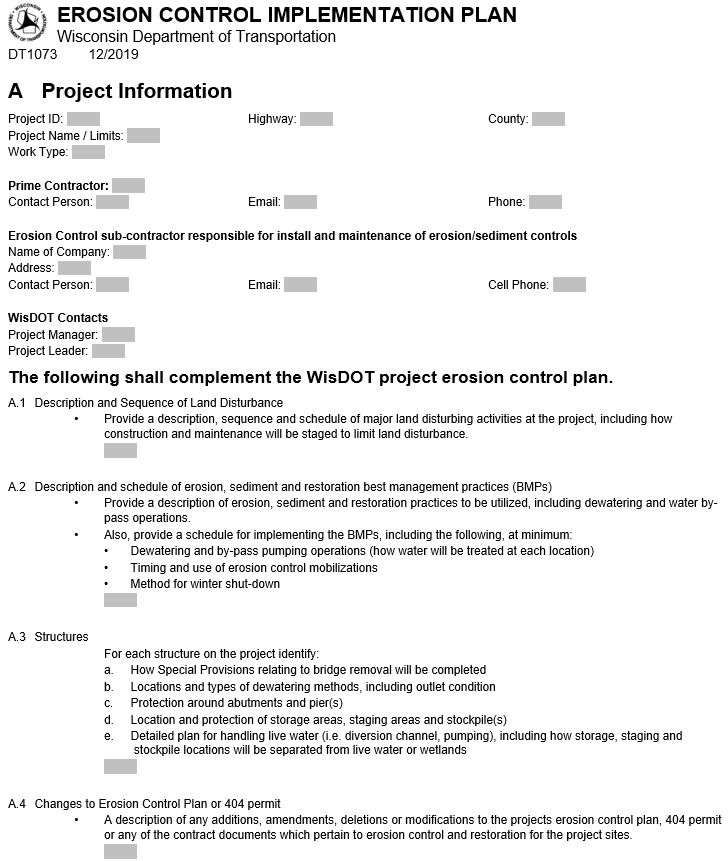 EROSION CONTROL IMPLEMENTATION PLAN
Wisconsin Department of Transportation
DT1073 12/2019
A Project Information
Project ID: Highway: County:
Project Name / Limits:
Work Type:
Prime Contractor:
Contact Person: Email: Phone:
Erosion Control sub-contractor responsible for install and maintenance of erosion/sediment controls
Name of Company:
Address:
Contact Person: Email: Cell Phone:
WisDOT Contacts
Project Manager:
Project Leader:
The following shall complement the WisDOT project erosion control plan.
A.1 Description and Sequence of Land Disturbance
• Provide a description, sequence and schedule of major land disturbing activities at the project, including how
construction and maintenance will be staged to limit land disturbance.
A.2 Description and schedule of erosion, sediment and restoration best management practices (BMPs)
• Provide a description of erosion, sediment and restoration practices to be utilized, including dewatering and water by-
pass operations.
• Also, provide a schedule for implementing the BMPs, including the following, at minimum:
• Dewatering and by-pass pumping operations (how water will be treated at each location)
• Timing and use of erosion control mobilizations
• Method for winter shut-down
A.3 Structures
For each structure on the project identify:
a. How Special Provisions relating to bridge removal will be completed
b. Locations and types of dewatering methods, including outlet condition
c. Protection around abutments and pier(s)
d. Location and protection of storage areas, staging areas and stockpile(s)
e. Detailed plan for handling live water (i.e. diversion channel, pumping), including how storage, staging and
stockpile locations will be separated from live water or wetlands
A.4 Changes to Erosion Control Plan or 404 permit
• A description of any additions, amendments, deletions or modifications to the projects erosion control plan, 404 permit
or any of the contract documents which pertain to erosion control and restoration for the project sites.